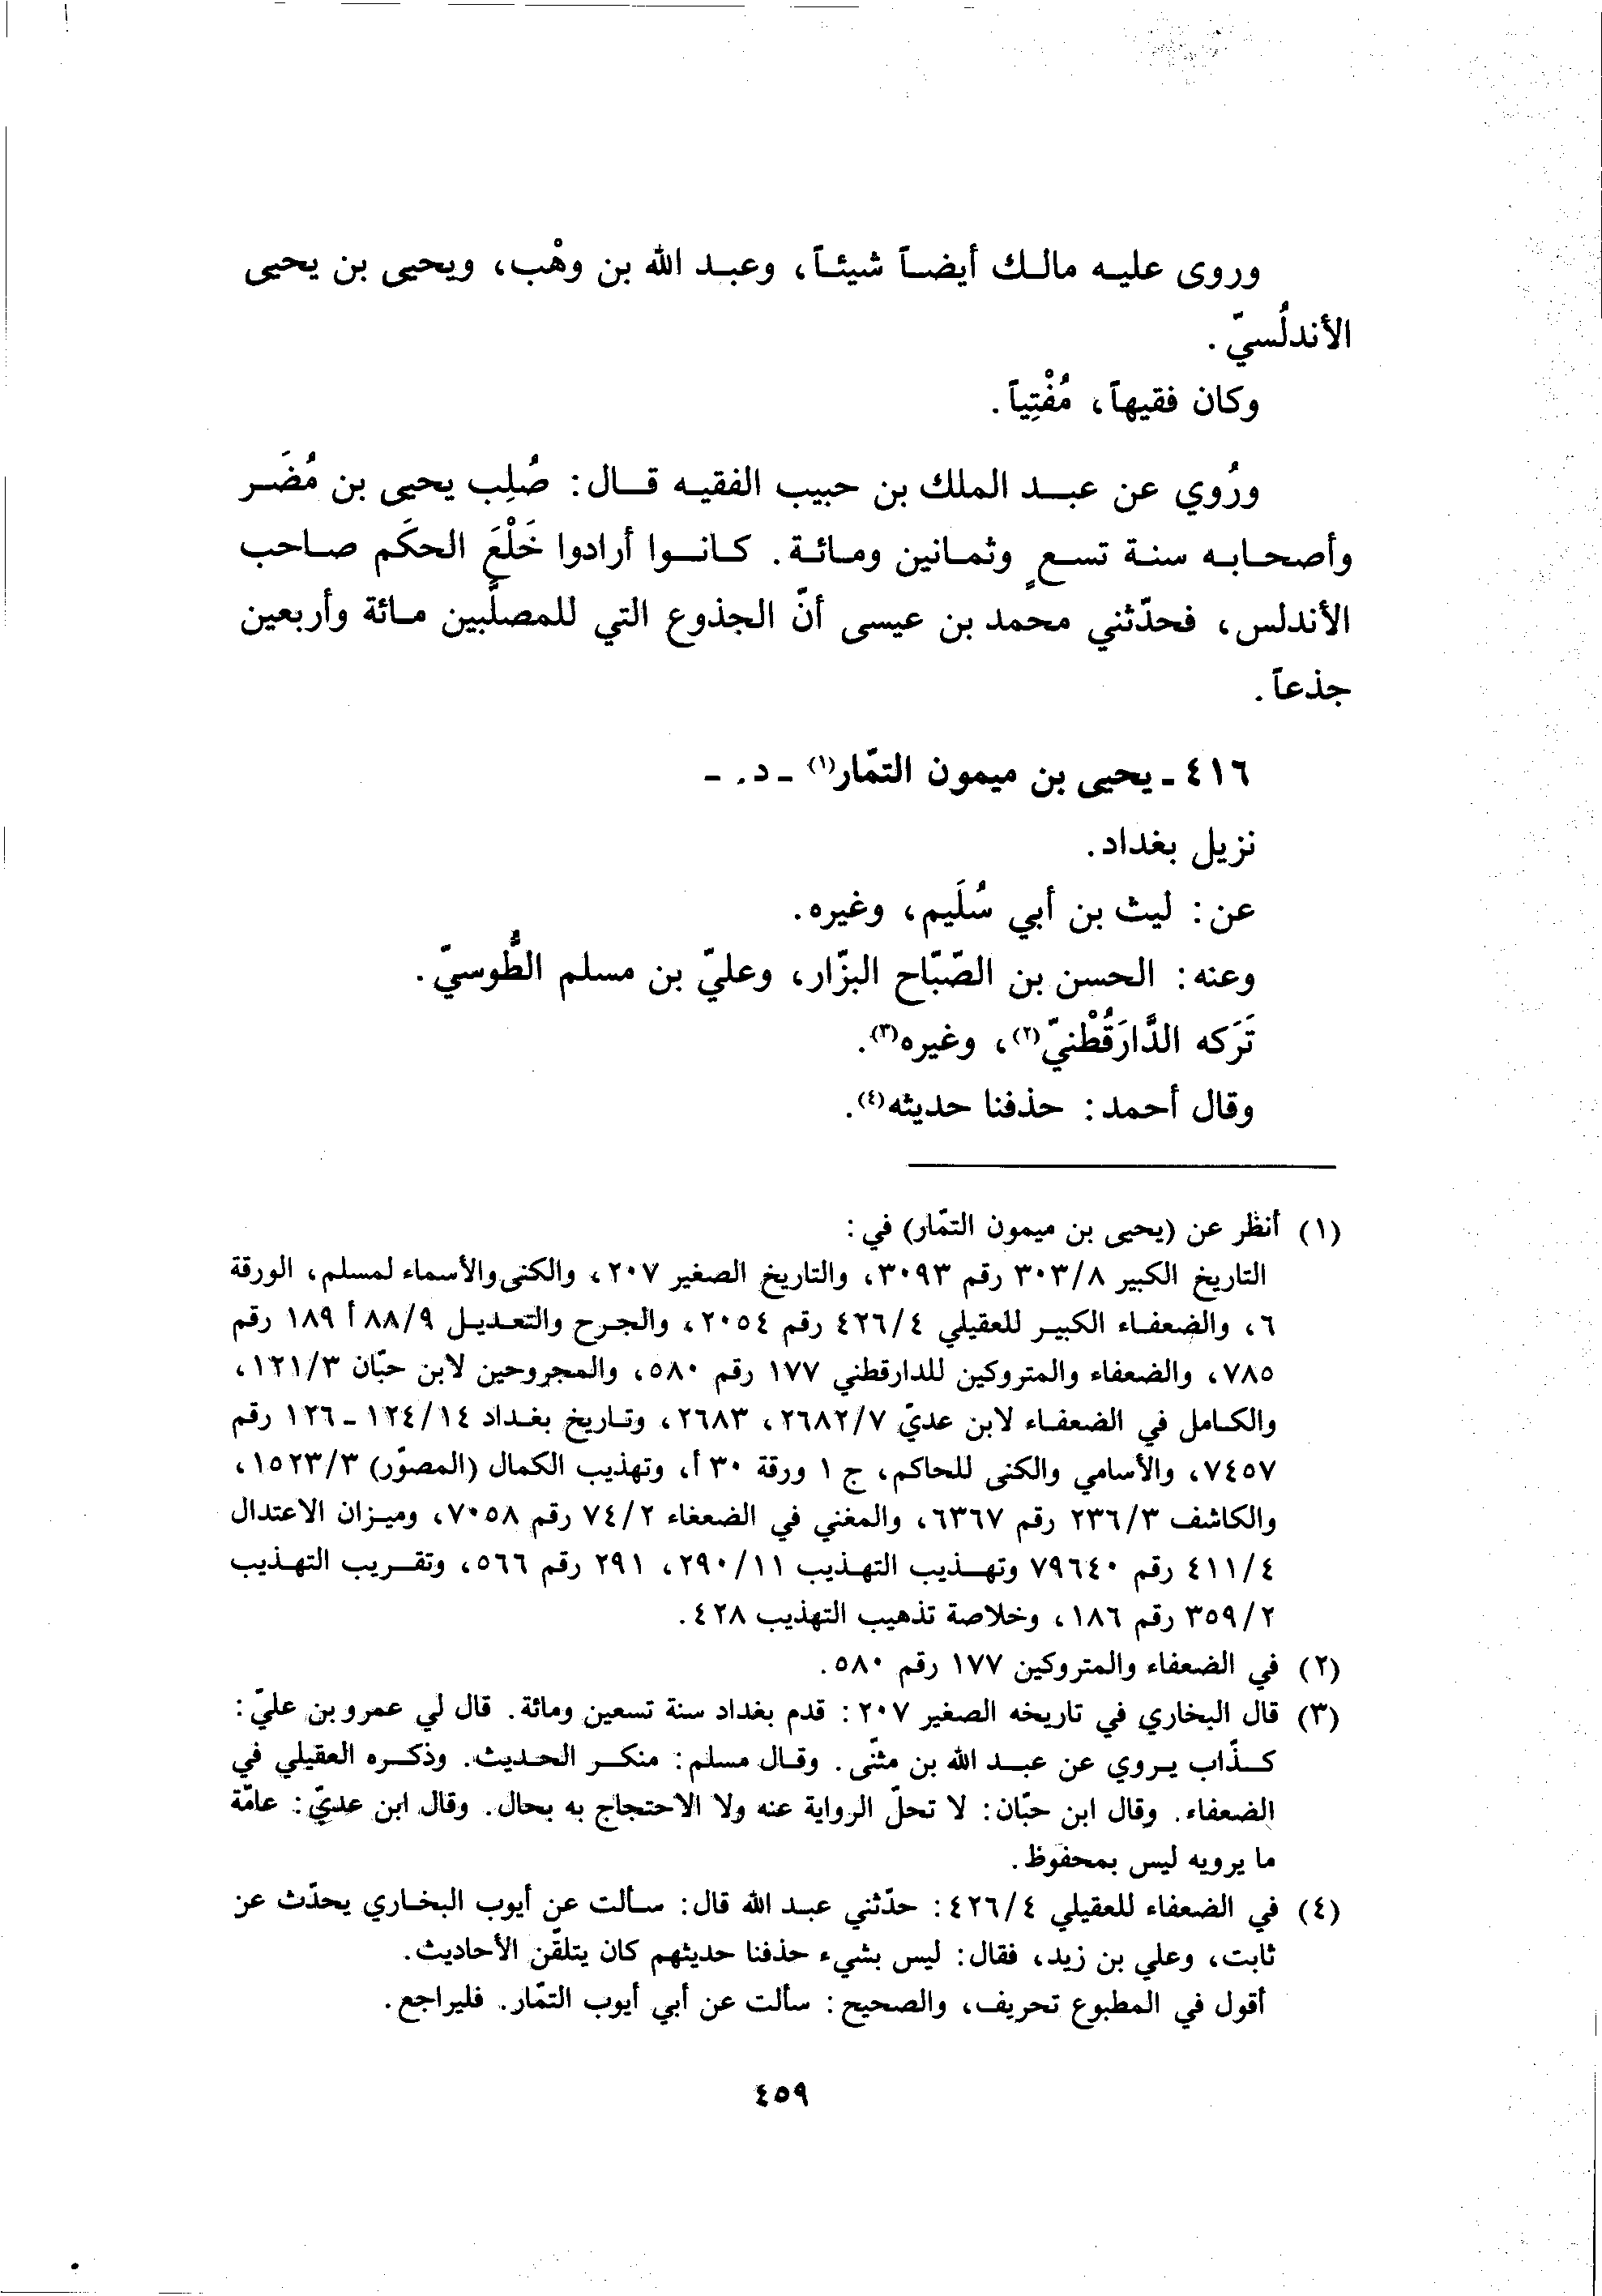 وروى عليه مالك أيضاً شيئاً، وعبد الله بن وهْب، ويحيى بن يحيى
الأندلُسيّ.
وكان فقيهاً، مُفْتِياً.
ورُوي عن عبد الملك بن حبيب الفقيه قال: صُلِب يحيى بن مُضَر
وأصحابه سنة تسعٍ وثمانين ومائة. كانوا أرادوا خَلْعَ الحكَم صاحب
الأندلس، فحدّثني محمد بن عيسى أنّ الجذوع التي للمصلَّبين مائة وأربعين
جذعاً.
٤١٦ - يحيى بن ميمون التمّار(١) - د. -
نزيل بغداد.
عن: ليث بن أبي سُلَيم، وغيره.
وعنه: الحسن بن الصّبّاح البزّار، وعليّ بن مسلم الطُّوسيّ.
تَرَكه الدَّارَقُطْنيّ(٢)، وغيره(٣).
وقال أحمد: حذفنا حديثه(٤).
(١) أنظر عن (يحيى بن ميمون التمّار) في:
التاريخ الكبير ٣٠٣/٨ رقم ٣٠٩٣، والتاريخ الصغير ٢٠٧، والكنى والأسماء لمسلم، الورقة
٦، والضعفاء الكبير للعقيلي ٤٢٦/٤ رقم ٢٠٥٤، والجرح والتعديل ٨٨/٩ أ ١٨٩ رقم
٧٨٥، والضعفاء والمتروكين للدارقطني ١٧٧ رقم ٥٨٠، والمجروحين لابن حبّان ١٢١/٣،
والكامل في الضعفاء لابن عديّ ٢٦٨٢/٧، ٢٦٨٣، وتاريخ بغداد ١٢٤/١٤ - ١٢٦ رقم
٧٤٥٧، والأسامي والكنى للحاكم، ج ١ ورقة ٣٠ أ، وتهذيب الكمال (المصوّر) ١٥٢٣/٣،
والكاشف ٢٣٦/٣ رقم ٦٣٦٧، والمغني في الضعفاء ٧٤/٢ رقم ٧٠٥٨، وميزان الاعتدال
٤١١/٤ رقم ٧٩٦٤٠ وتهذيب التهذيب ٢٩٠/١١، ٢٩١ رقم ٥٦٦، وتقريب التهذيب
٣٥٩/٢ رقم ١٨٦، وخلاصة تذهيب التهذيب ٤٢٨.
(٢) في الضعفاء والمتروكين ١٧٧ رقم ٥٨٠.
(٣) قال البخاري في تاريخه الصغير ٢٠٧: قدم بغداد سنة تسعين ومائة. قال لي عمرو بن عليّ:
كذّاب يروي عن عبد الله بن مثنّى. وقال مسلم: منكر الحديث. وذكره العقيلي في
الضعفاء. وقال ابن حبّان: لا تحلّ الرواية عنه ولا الاحتجاج به بحال. وقال ابن عديّ: عامّة
ما يرويه ليس بمحفوظ.
(٤) في الضعفاء للعقيلي ٤٢٦/٤: حدّثني عبد الله قال: سألت عن أيوب البخاري يحدّث عن
ثابت، وعلي بن زيد، فقال: ليس بشيء حذفنا حديثهم كان يتلقّن الأحاديث.
أقول في المطبوع تحريف، والصحيح: سألت عن أبي أيوب التمّار. فليراجع.
٤٥٩